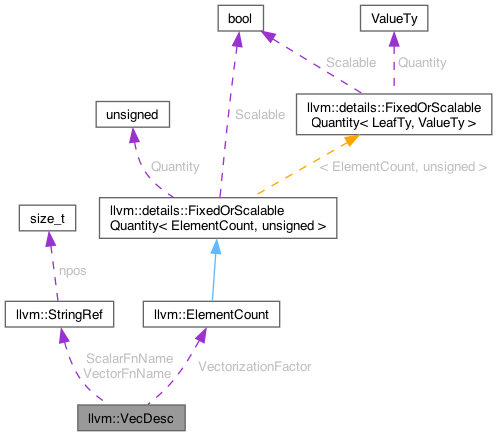 bool
ValueTy
Scalable
Quantity
unsigned
llvm::details::FixedOrScalable
Quantity< LeafTy, ValueTy >
Scalable
Quantity
< ElementCount, unsigned >
size_t
llvm::details::FixedOrScalable
Quantity< ElementCount, unsigned >
npos
llvm::StringRef
llvm::ElementCount
ScalarFnName
VectorFnName
VectorizationFactor
llvm::VecDesc